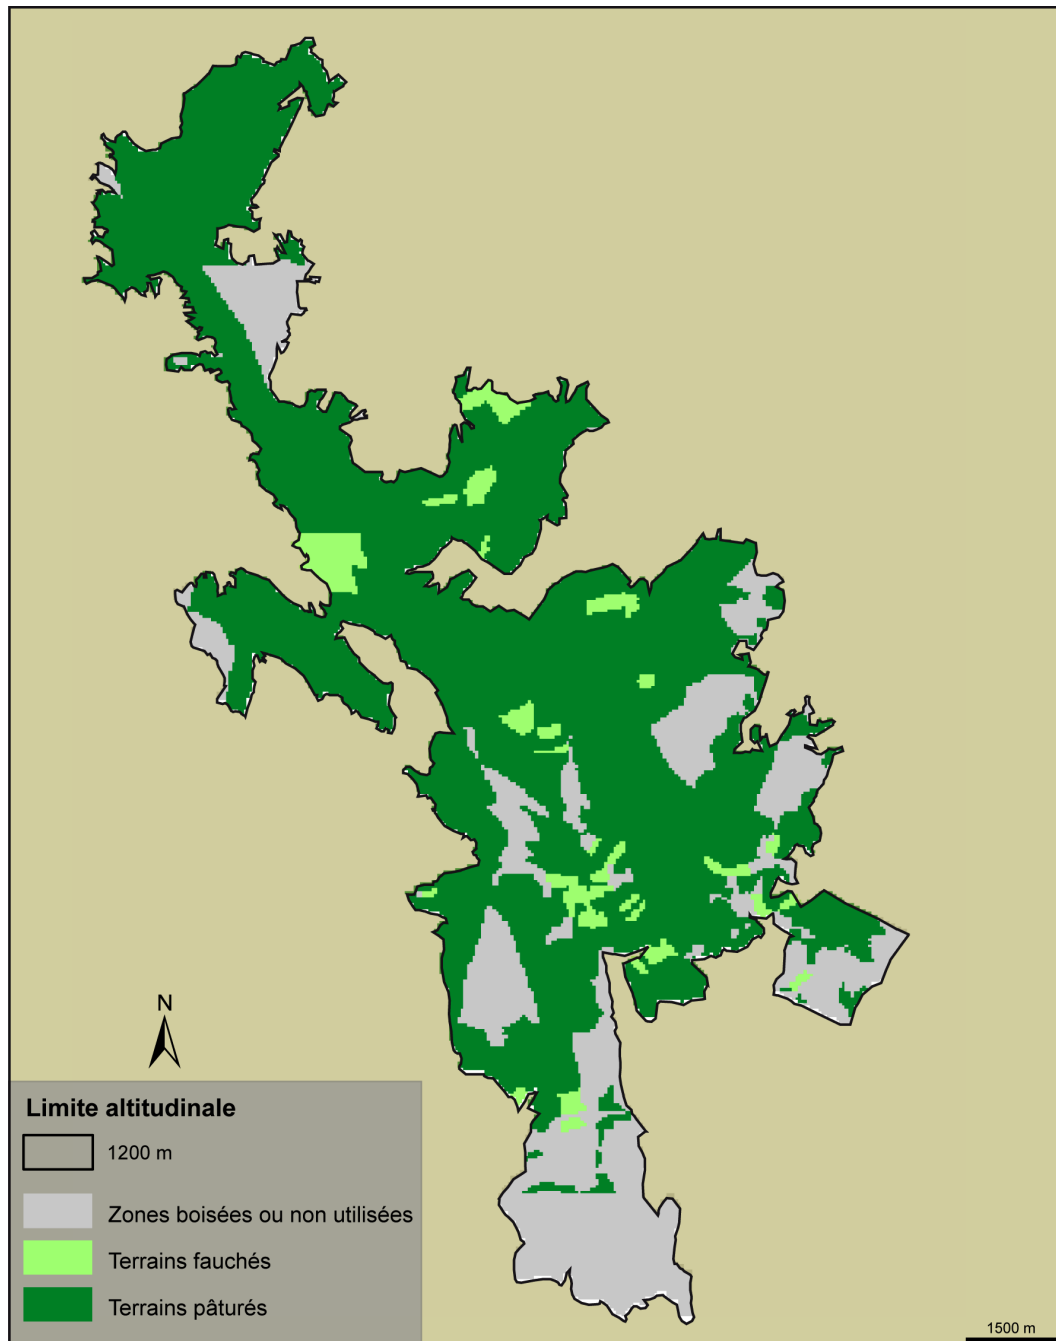 N
Limite altitudinale
1200 m
Zones boisées ou non utilisées
Terrains fauchés
Terrains pâturés
1500 m